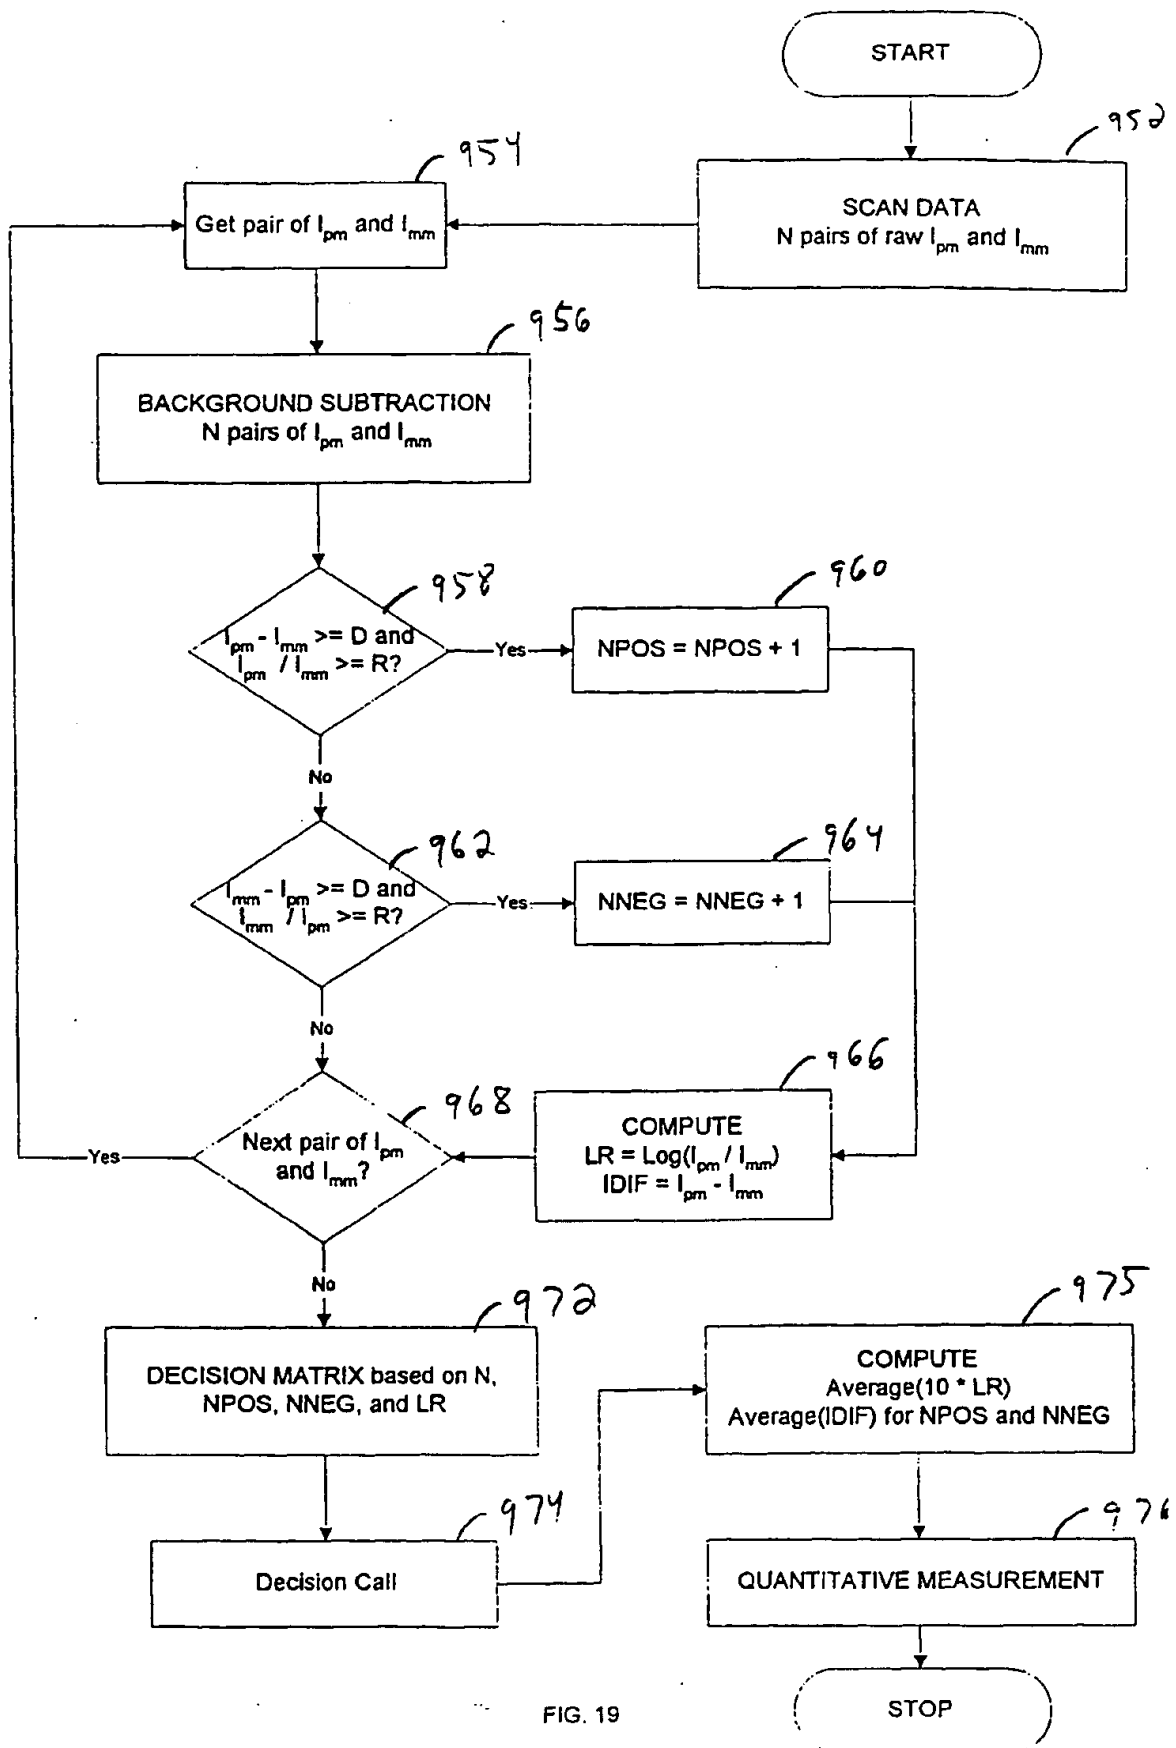 START
952
SCAN DATA
N pairs of raw Ipm and Imm
954
Get pair of Ipm and Imm
956
BACKGROUND SUBTRACTION
N pairs of Ipm and Imm
958
Ipm - Imm >= D and
Ipm / Imm >= R?
Yes
960
NPOS = NPOS + 1
No
962
Imm - Ipm >= D and
Imm / Ipm >= R?
Yes
964
NNEG = NNEG + 1
No
966
COMPUTE
LR = Log(Ipm / Imm)
IDIF = Ipm - Imm
968
Next pair of Ipm
and Imm?
Yes
No
972
DECISION MATRIX based on N,
NPOS, NNEG, and LR
974
Decision Call
975
COMPUTE
Average(10 * LR)
Average(IDIF) for NPOS and NNEG
976
QUANTITATIVE MEASUREMENT
STOP
FIG. 19